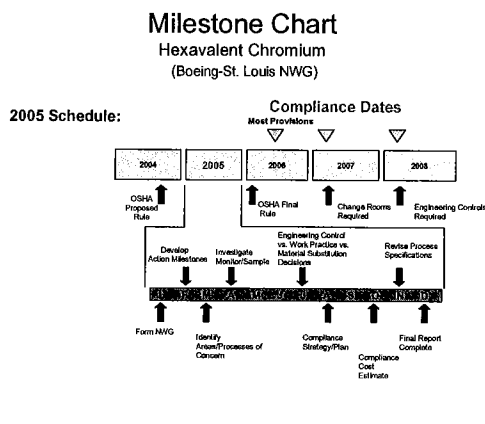 Milestone Chart
Hexavalent Chromium
(Boeing-St. Louis NWG)
2005 Schedule:
Compliance Dates
Most Provisions
2004
2005
2006
2007
2008
OSHA
Proposed
Rule
OSHA Final
Rule
Change Rooms
Required
Engineering Controls
Required
Develop
Action Milestones
Investigate
Monitor/Sample
Engineering Control
vs. Work Practice vs.
Material Substitution
Decisions
Revise Process
Specifications
Form NWG
Identify
Areas/Processes of
Concern
Compliance
Strategy/Plan
Compliance
Cost
Estimate
Final Report
Complete